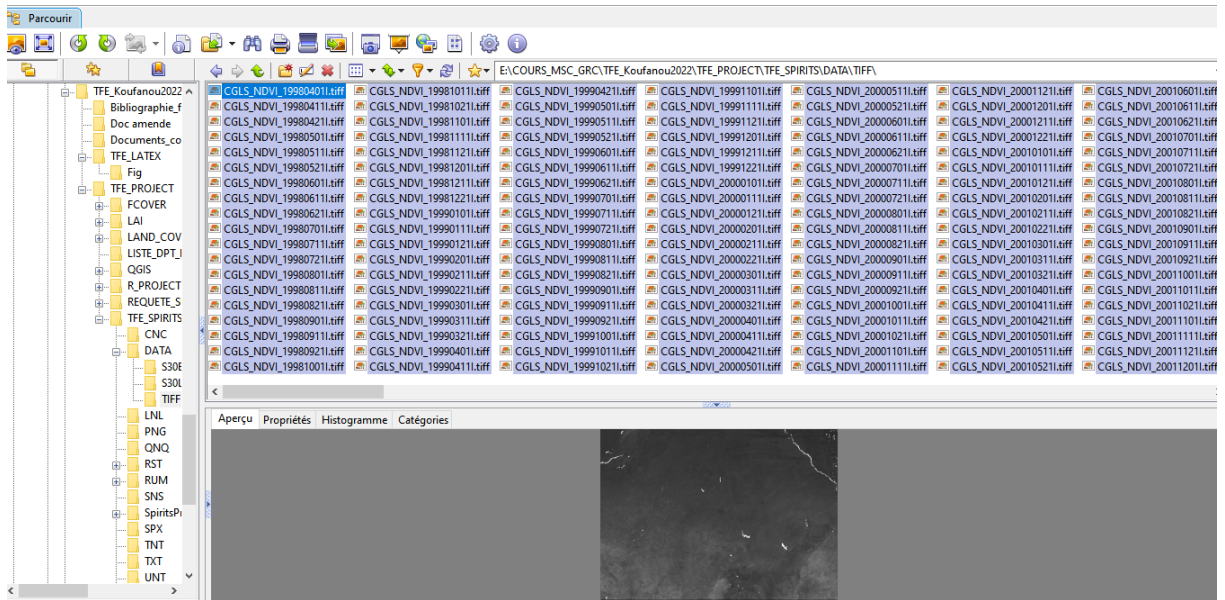 Parcourir
E:\COURS_MSC_GRC\TFE_Koufanou2022\TFE_PROJECT\TFE_SPIRITS\DATA\TIFF\
TFE_Koufanou2022
Bibliographie_f
Doc amende
Documents_co
TFE_LATEX
Fig
TFE_PROJECT
FCOVER
LAI
LAND_COV
LISTE_DPT_
QGIS
R_PROJECT
REQUETE_S
TFE_SPIRITS
CNC
DATA
S30E
S30L
TIFF
LNL
PNG
QNQ
RST
RUM
SNS
SpiritsPr
SPX
TNT
TXT
UNT
CGLS_NDVI_19980401I.tiff CGLS_NDVI_19981011I.tiff CGLS_NDVI_19990421I.tiff CGLS_NDVI_19991101I.tiff CGLS_NDVI_20000511I.tiff CGLS_NDVI_20001121I.tiff CGLS_NDVI_20010601I.tiff
CGLS_NDVI_19980411I.tiff CGLS_NDVI_19981021I.tiff CGLS_NDVI_19990501I.tiff CGLS_NDVI_19991111I.tiff CGLS_NDVI_20000521I.tiff CGLS_NDVI_20001201I.tiff CGLS_NDVI_20010611I.tiff
CGLS_NDVI_19980421I.tiff CGLS_NDVI_19981101I.tiff CGLS_NDVI_19990511I.tiff CGLS_NDVI_19991121I.tiff CGLS_NDVI_20000601I.tiff CGLS_NDVI_20001211I.tiff CGLS_NDVI_20010621I.tiff
CGLS_NDVI_19980501I.tiff CGLS_NDVI_19981111I.tiff CGLS_NDVI_19990521I.tiff CGLS_NDVI_19991201I.tiff CGLS_NDVI_20000611I.tiff CGLS_NDVI_20001221I.tiff CGLS_NDVI_20010701I.tiff
CGLS_NDVI_19980511I.tiff CGLS_NDVI_19981121I.tiff CGLS_NDVI_19990601I.tiff CGLS_NDVI_19991211I.tiff CGLS_NDVI_20000621I.tiff CGLS_NDVI_20010101I.tiff CGLS_NDVI_20010711I.tiff
CGLS_NDVI_19980521I.tiff CGLS_NDVI_19981201I.tiff CGLS_NDVI_19990611I.tiff CGLS_NDVI_19991221I.tiff CGLS_NDVI_20000701I.tiff CGLS_NDVI_20010111I.tiff CGLS_NDVI_20010721I.tiff
CGLS_NDVI_19980601I.tiff CGLS_NDVI_19981211I.tiff CGLS_NDVI_19990621I.tiff CGLS_NDVI_20000101I.tiff CGLS_NDVI_20000711I.tiff CGLS_NDVI_20010121I.tiff CGLS_NDVI_20010801I.tiff
CGLS_NDVI_19980611I.tiff CGLS_NDVI_19981221I.tiff CGLS_NDVI_19990701I.tiff CGLS_NDVI_20000111I.tiff CGLS_NDVI_20000721I.tiff CGLS_NDVI_20010201I.tiff CGLS_NDVI_20010811I.tiff
CGLS_NDVI_19980621I.tiff CGLS_NDVI_19990101I.tiff CGLS_NDVI_19990711I.tiff CGLS_NDVI_20000121I.tiff CGLS_NDVI_20000801I.tiff CGLS_NDVI_20010211I.tiff CGLS_NDVI_20010821I.tiff
CGLS_NDVI_19980701I.tiff CGLS_NDVI_19990111I.tiff CGLS_NDVI_19990721I.tiff CGLS_NDVI_20000201I.tiff CGLS_NDVI_20000811I.tiff CGLS_NDVI_20010221I.tiff CGLS_NDVI_20010901I.tiff
CGLS_NDVI_19980711I.tiff CGLS_NDVI_19990121I.tiff CGLS_NDVI_19990801I.tiff CGLS_NDVI_20000211I.tiff CGLS_NDVI_20000821I.tiff CGLS_NDVI_20010301I.tiff CGLS_NDVI_20010911I.tiff
CGLS_NDVI_19980721I.tiff CGLS_NDVI_19990201I.tiff CGLS_NDVI_19990811I.tiff CGLS_NDVI_20000221I.tiff CGLS_NDVI_20000901I.tiff CGLS_NDVI_20010311I.tiff CGLS_NDVI_20010921I.tiff
CGLS_NDVI_19980801I.tiff CGLS_NDVI_19990211I.tiff CGLS_NDVI_19990821I.tiff CGLS_NDVI_20000301I.tiff CGLS_NDVI_20000911I.tiff CGLS_NDVI_20010321I.tiff CGLS_NDVI_20011001I.tiff
CGLS_NDVI_19980811I.tiff CGLS_NDVI_19990221I.tiff CGLS_NDVI_19990901I.tiff CGLS_NDVI_20000311I.tiff CGLS_NDVI_20000921I.tiff CGLS_NDVI_20010401I.tiff CGLS_NDVI_20011011I.tiff
CGLS_NDVI_19980821I.tiff CGLS_NDVI_19990301I.tiff CGLS_NDVI_19990911I.tiff CGLS_NDVI_20000321I.tiff CGLS_NDVI_20001001I.tiff CGLS_NDVI_20010411I.tiff CGLS_NDVI_20011021I.tiff
CGLS_NDVI_19980901I.tiff CGLS_NDVI_19990311I.tiff CGLS_NDVI_19990921I.tiff CGLS_NDVI_20000401I.tiff CGLS_NDVI_20001011I.tiff CGLS_NDVI_20010421I.tiff CGLS_NDVI_20011101I.tiff
CGLS_NDVI_19980911I.tiff CGLS_NDVI_19990321I.tiff CGLS_NDVI_19991001I.tiff CGLS_NDVI_20000411I.tiff CGLS_NDVI_20001021I.tiff CGLS_NDVI_20010501I.tiff CGLS_NDVI_20011111I.tiff
CGLS_NDVI_19980921I.tiff CGLS_NDVI_19990401I.tiff CGLS_NDVI_19991011I.tiff CGLS_NDVI_20000421I.tiff CGLS_NDVI_20001101I.tiff CGLS_NDVI_20010511I.tiff CGLS_NDVI_20011121I.tiff
CGLS_NDVI_19981001I.tiff CGLS_NDVI_19990411I.tiff CGLS_NDVI_19991021I.tiff CGLS_NDVI_20000501I.tiff CGLS_NDVI_20001111I.tiff CGLS_NDVI_20010521I.tiff CGLS_NDVI_20011201I.tiff
Aperçu Propriétés Histogramme Catégories